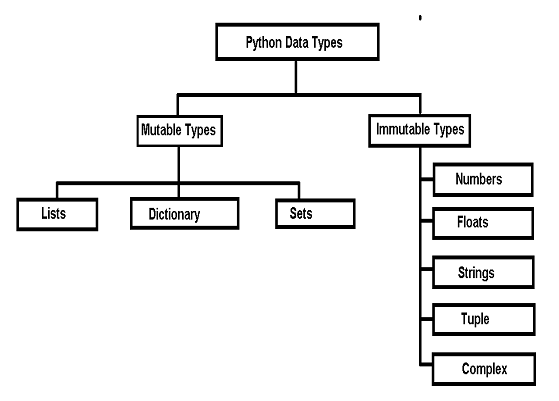 Python Data Types
Mutable Types
Immutable Types
Lists
Dictionary
Sets
Numbers
Floats
Strings
Tuple
Complex